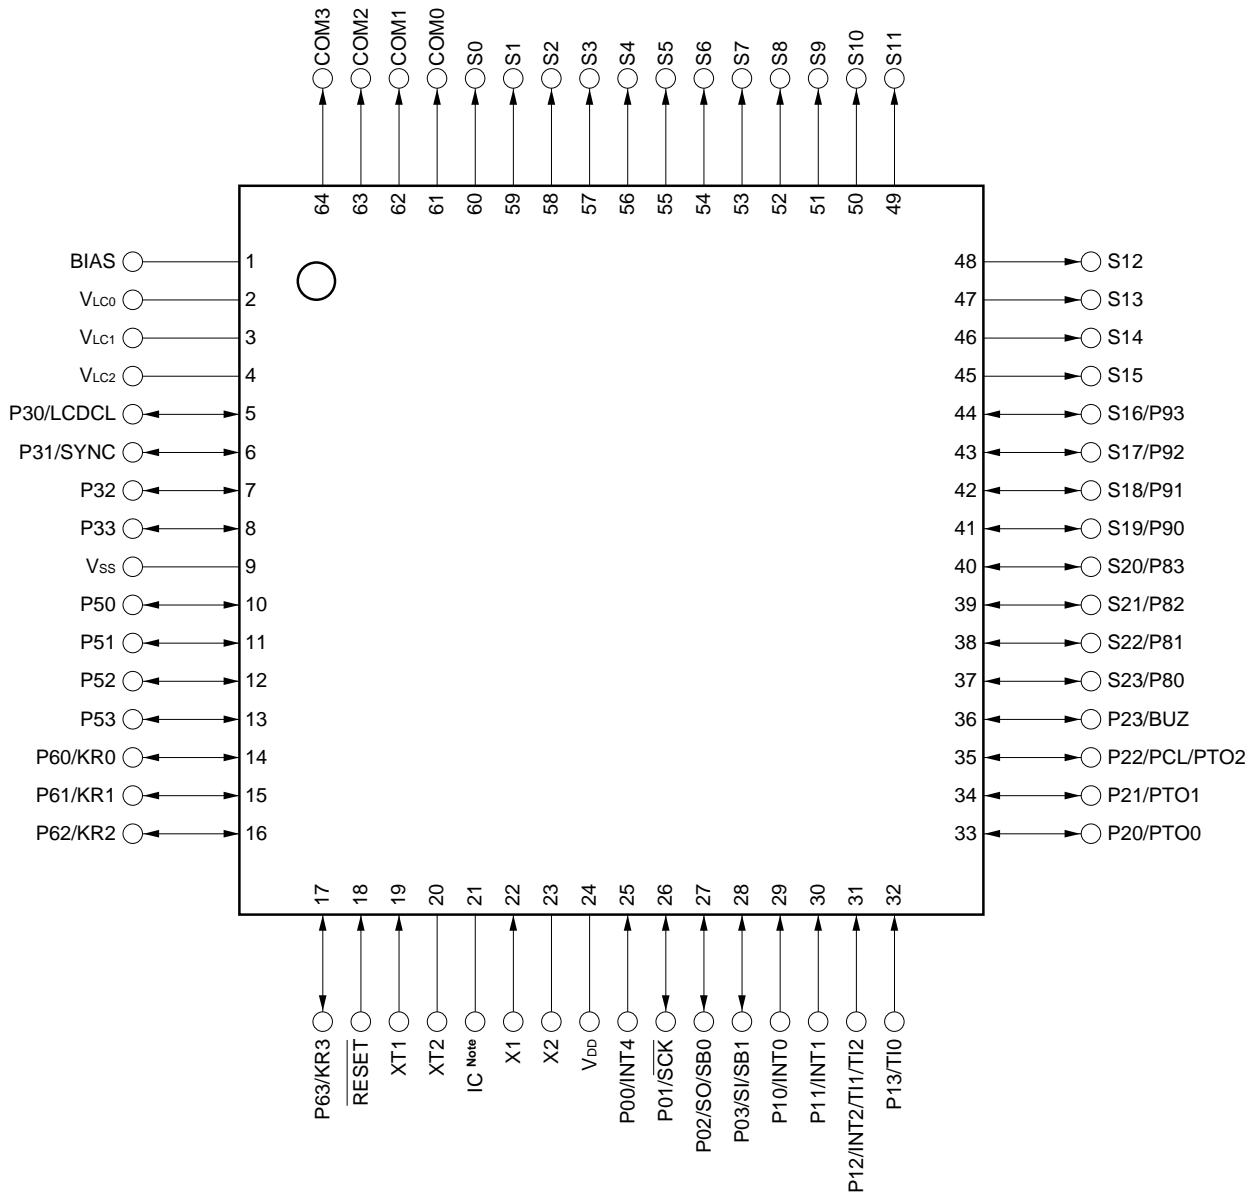 COM3
COM2
COM1
COM0
S0
S1
S2
S3
S4
S5
S6
S7
S8
S9
S10
S11
64
63
62
61
60
59
58
57
56
55
54
53
52
51
50
49
BIAS 1
VLC0 2
VLC1 3
VLC2 4
P30/LCDCL 5
P31/SYNC 6
P32 7
P33 8
VSS 9
P50 10
P51 11
P52 12
P53 13
P60/KR0 14
P61/KR1 15
P62/KR2 16
48 S12
47 S13
46 S14
45 S15
44 S16/P93
43 S17/P92
42 S18/P91
41 S19/P90
40 S20/P83
39 S21/P82
38 S22/P81
37 S23/P80
36 P23/BUZ
35 P22/PCL/PTO2
34 P21/PTO1
33 P20/PTO0
17
18
19
20
21
22
23
24
25
26
27
28
29
30
31
32
P63/KR3
RESET
XT1
XT2
IC Note
X1
X2
VDD
P00/INT4
P01/SCK
P02/SO/SB0
P03/SI/SB1
P10/INT0
P11/INT1
P12/INT2/TI1/TI2
P13/TI0